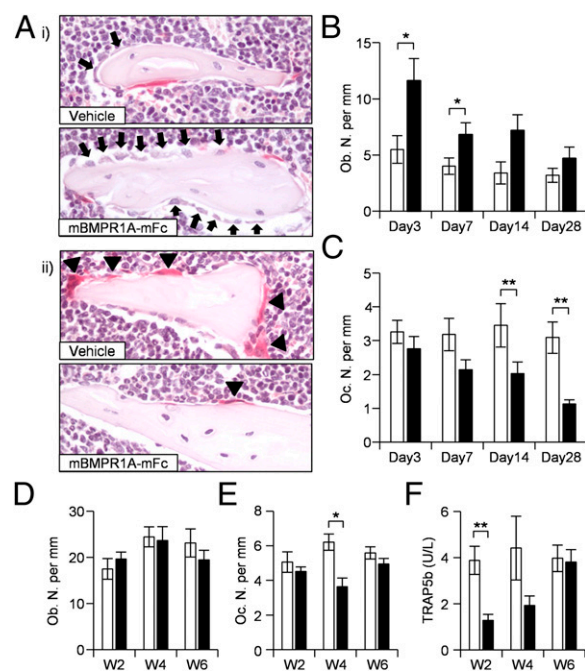 A
i)
Vehicle
mBMPR1A-mFc
ii)
Vehicle
mBMPR1A-mFc
B
Ob. N. per mm
15
10
5
0
*
*
Day3 Day7 Day14 Day28
C
Oc. N. per mm
5
4
3
2
1
0
**
**
Day3 Day7 Day14 Day28
D
Ob. N. per mm
30
20
10
0
W2 W4 W6
E
Oc. N. per mm
8
6
4
2
0
*
W2 W4 W6
F
TRAP5b (U/L)
6
4
2
0
**
W2 W4 W6